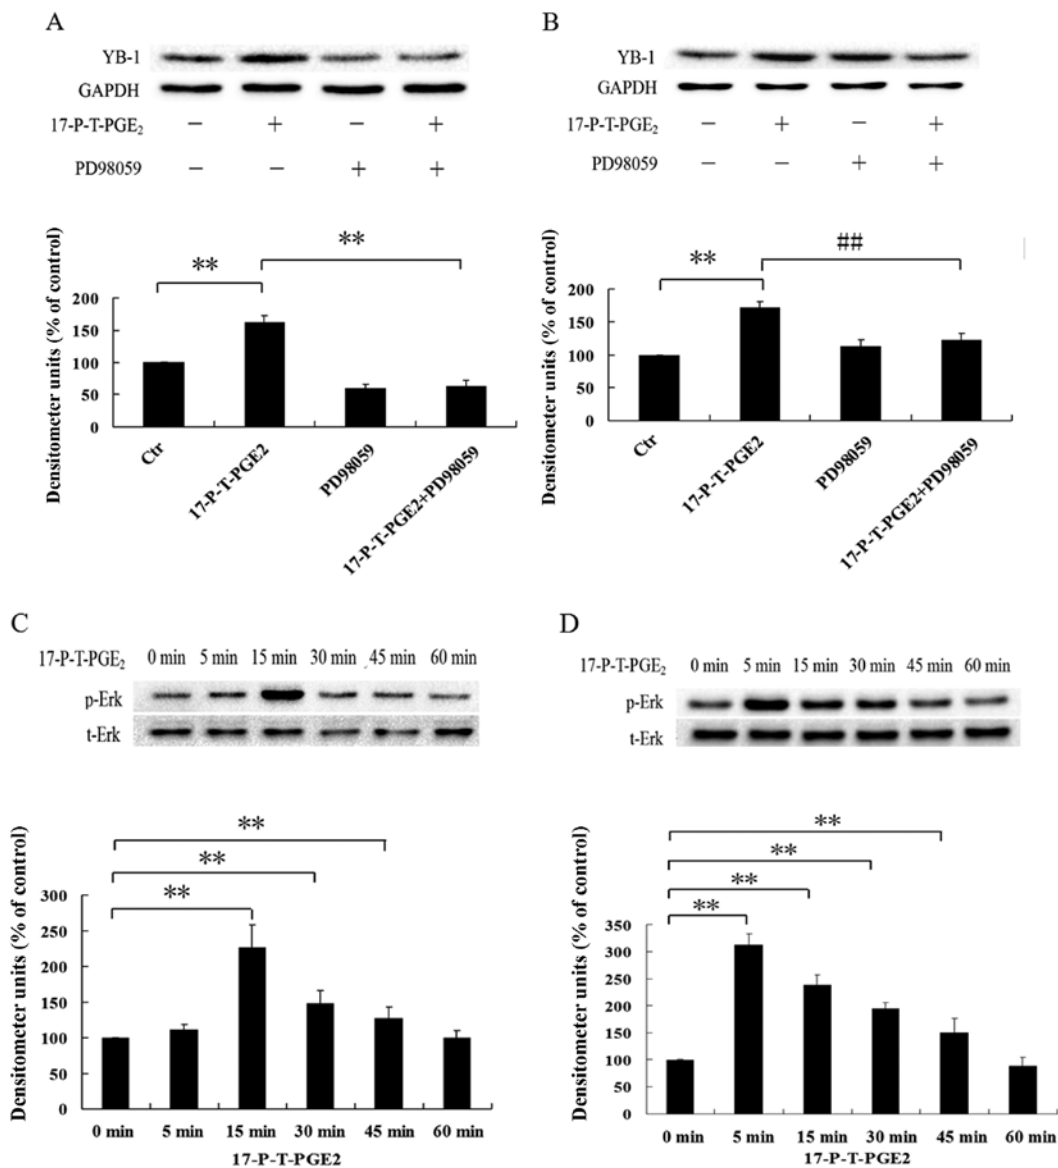 A
YB-1
GAPDH
17-P-T-PGE₂ − + − +
PD98059 − − + +
** **
Densitometer units (% of control)
200
150
100
50
0
Ctr
17-P-T-PGE2
PD98059
17-P-T-PGE2+PD98059
B
YB-1
GAPDH
17-P-T-PGE₂ − + − +
PD98059 − − + +
** ##
Densitometer units (% of control)
200
150
100
50
0
Ctr
17-P-T-PGE2
PD98059
17-P-T-PGE2+PD98059
C
17-P-T-PGE₂ 0 min 5 min 15 min 30 min 45 min 60 min
p-Erk
t-Erk
**
**
**
Densitometer units (% of control)
300
250
200
150
100
50
0
0 min 5 min 15 min 30 min 45 min 60 min
17-P-T-PGE2
D
17-P-T-PGE₂ 0 min 5 min 15 min 30 min 45 min 60 min
p-Erk
t-Erk
**
**
**
**
Densitometer units (% of control)
350
300
250
200
150
100
50
0
0 min 5 min 15 min 30 min 45 min 60 min
17-P-T-PGE2